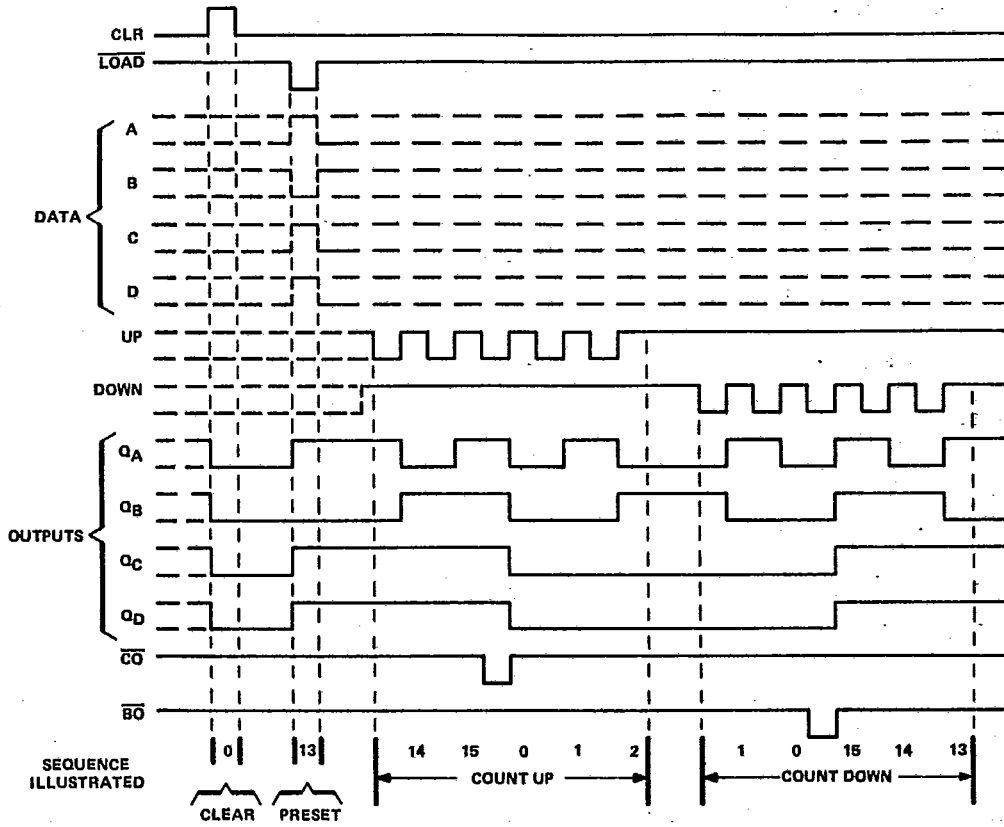 CLR
LOAD
A
B
DATA
C
D
UP
DOWN
QA
QB
OUTPUTS
QC
QD
CO
BO
SEQUENCE
ILLUSTRATED
0
13
14 15 0 1 2
1 0 15 14 13
COUNT UP
COUNT DOWN
CLEAR
PRESET